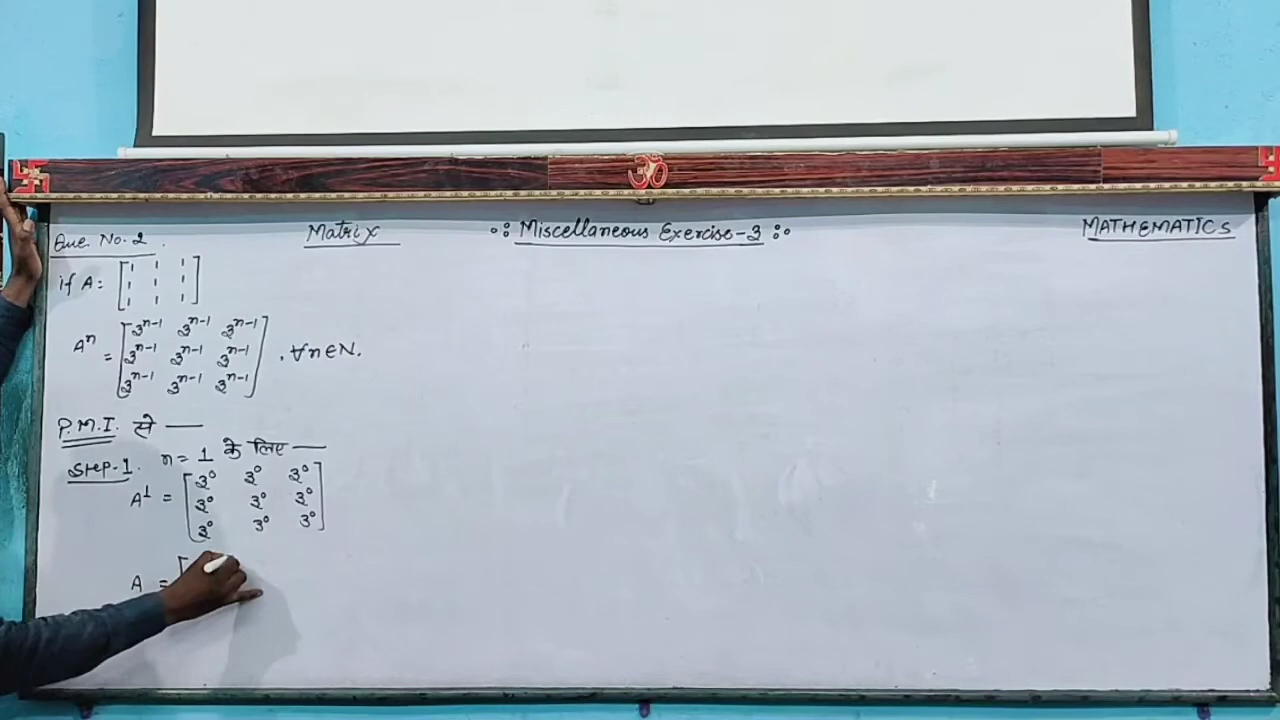 Que. No. 2
Matrix
Miscellaneous Exercise-3
MATHEMATICS
if A = [1 1 1
1 1 1
1 1 1]
Aⁿ = [3ⁿ⁻¹ 3ⁿ⁻¹ 3ⁿ⁻¹
3ⁿ⁻¹ 3ⁿ⁻¹ 3ⁿ⁻¹
3ⁿ⁻¹ 3ⁿ⁻¹ 3ⁿ⁻¹] , ∀ n ∈ N.
P.M.I. से —
Step-1. n = 1 के लिए —
A¹ = [3⁰ 3⁰ 3⁰
3⁰ 3⁰ 3⁰
3⁰ 3⁰ 3⁰]
A = [
ॐ